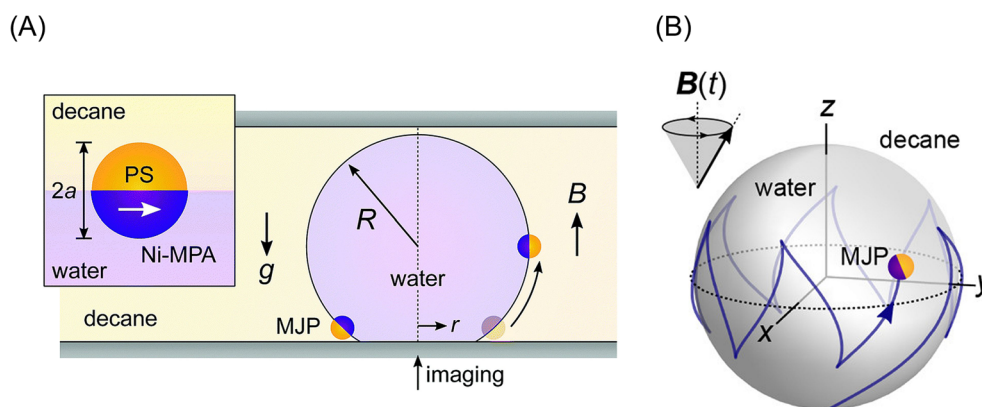 (A)
decane
2a
PS
Ni-MPA
water
g
R
B
water
decane
MJP
r
imaging
(B)
B(t)
z
decane
water
MJP
y
x